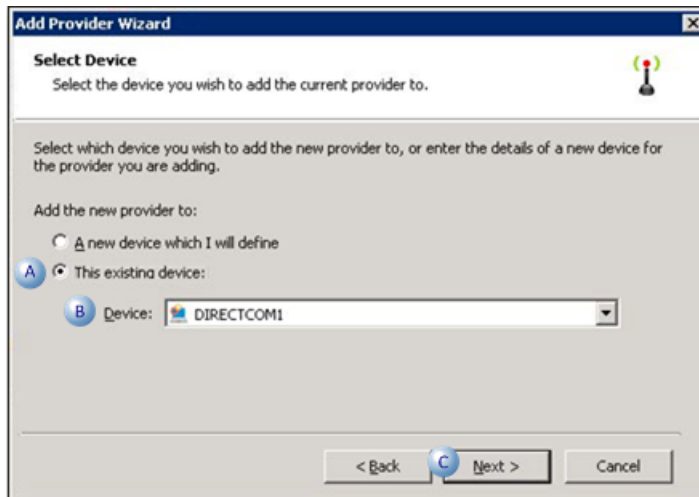 Add Provider Wizard
Select Device
Select the device you wish to add the current provider to.
Select which device you wish to add the new provider to, or enter the details of a new device for
the provider you are adding.
Add the new provider to:
A new device which I will define
A This existing device:
B Device: DIRECTCOM1
< Back C Next > Cancel